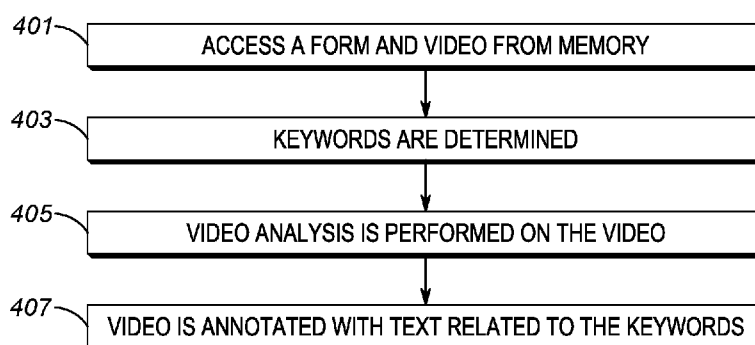 401 ACCESS A FORM AND VIDEO FROM MEMORY
403 KEYWORDS ARE DETERMINED
405 VIDEO ANALYSIS IS PERFORMED ON THE VIDEO
407 VIDEO IS ANNOTATED WITH TEXT RELATED TO THE KEYWORDS